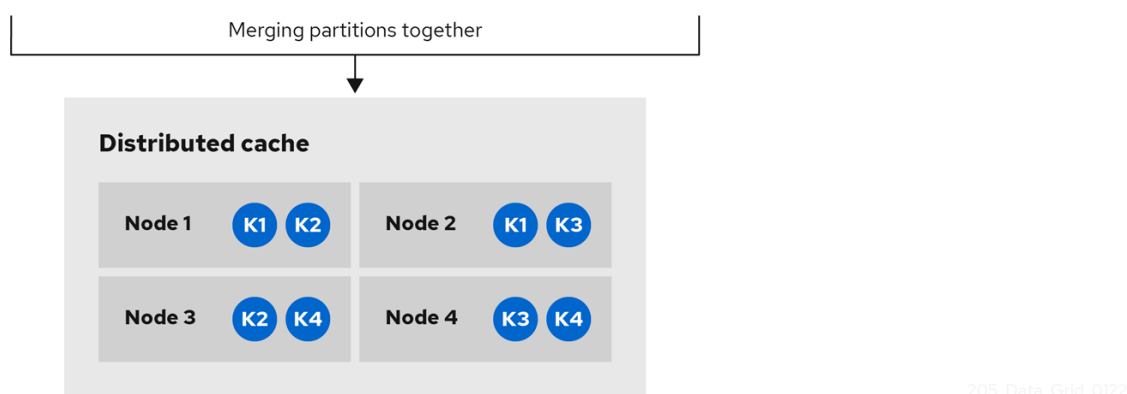 Merging partitions together
Distributed cache
Node 1 K1 K2 Node 2 K1 K3
Node 3 K2 K4 Node 4 K3 K4
205_Data_Grid_0122